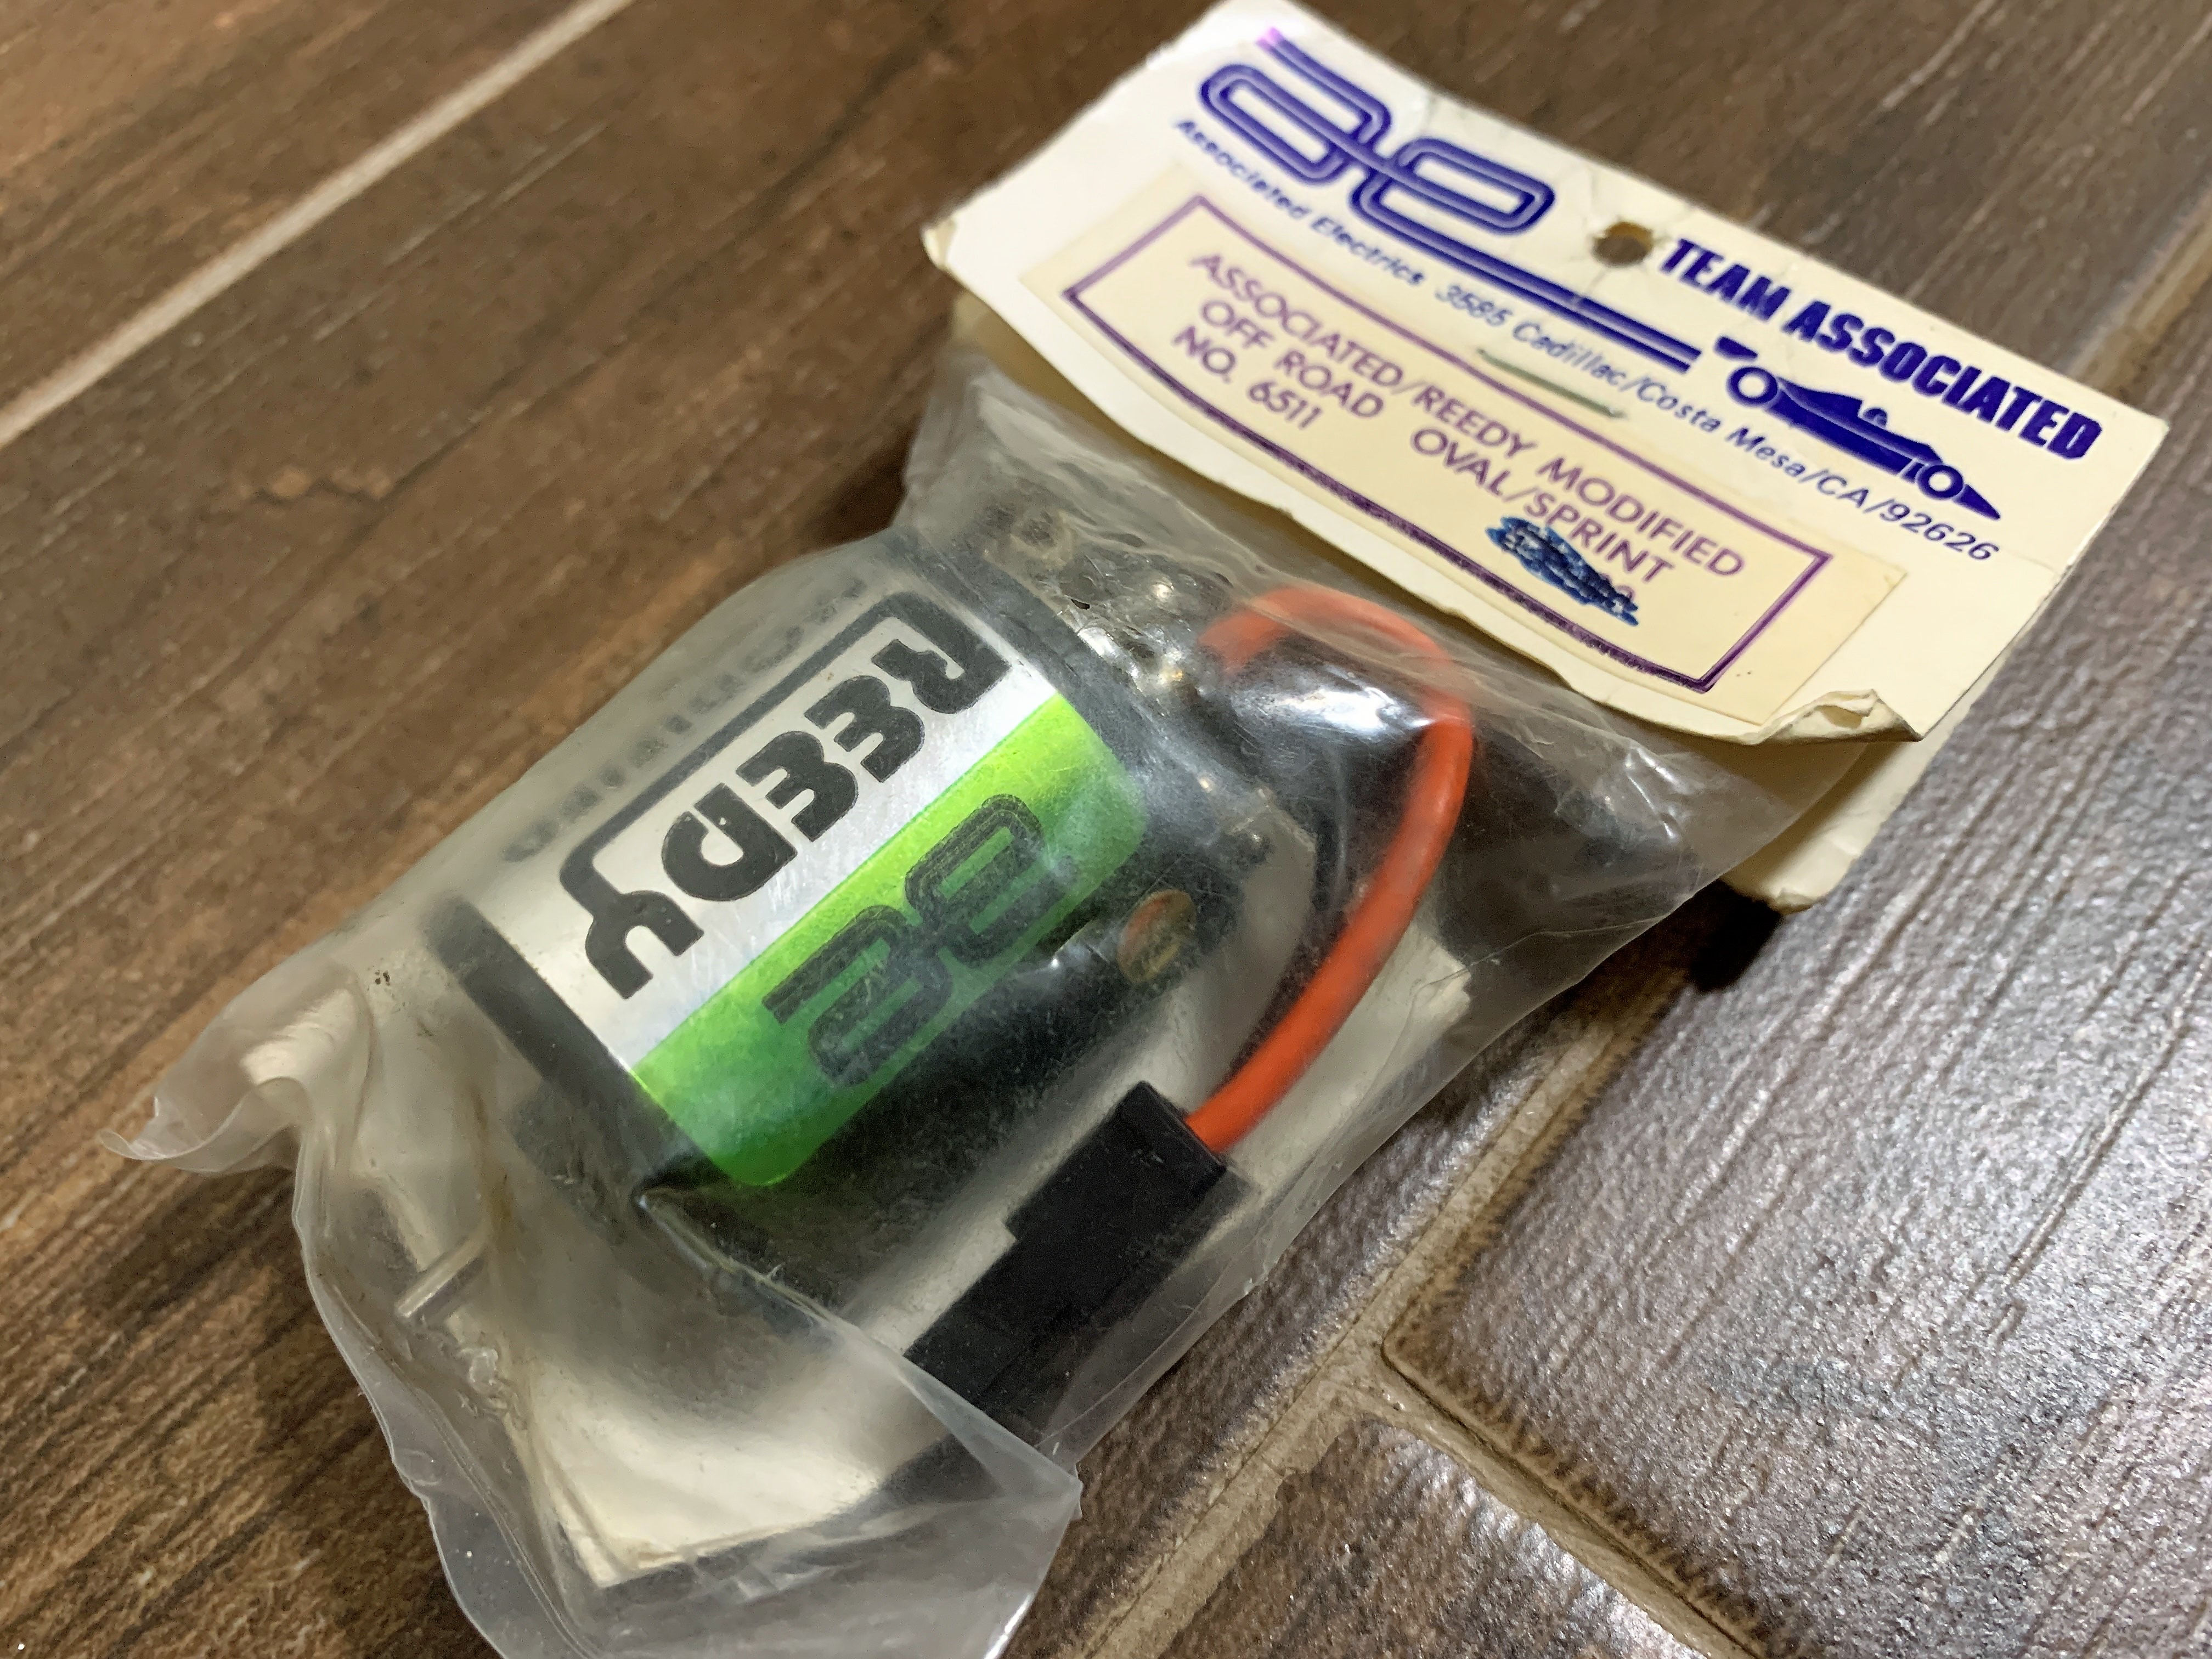 TEAM ASSOCIATED
Associated Electrics 3585 Cadillac/Costa Mesa/CA/92626
ASSOCIATED/REEDY MODIFIED
OFF ROAD OVAL/SPRINT
NO. 6511
REEDY